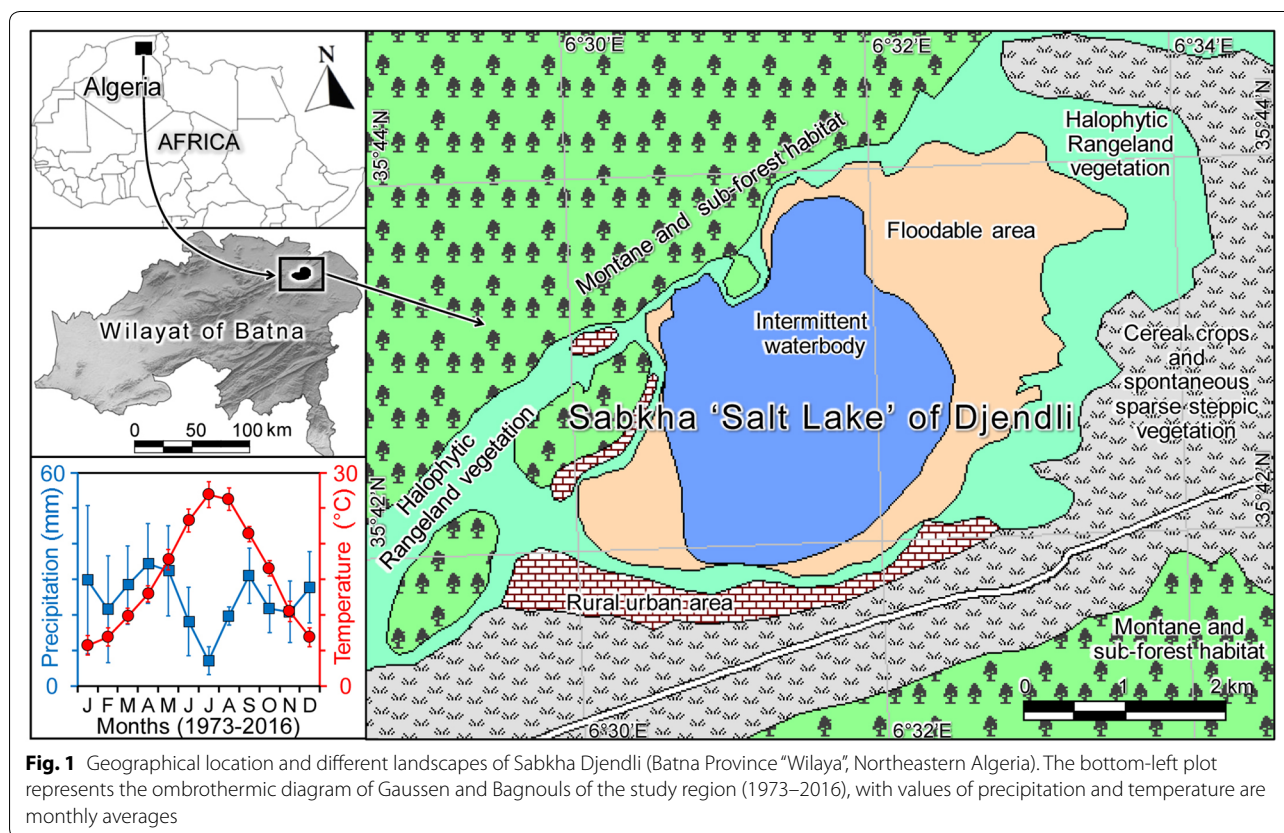 N
Algeria
AFRICA
Wilayat of Batna
0 50 100 km
60
30
Precipitation (mm)
Temperature (°C)
0
0
J F M A M J J A S O N D
Months (1973-2016)
6°30'E
6°32'E
6°34'E
35°44'N
35°44'N
Montane and sub-forest habitat
Halophytic
Rangeland
vegetation
Floodable area
Intermittent
waterbody
Cereal crops
and
spontaneous
sparse steppic
vegetation
Sabkha 'Salt Lake' of Djendli
Halophytic
Rangeland vegetation
35°42'N
35°42'N
Rural urban area
Montane and
sub-forest habitat
0 1 2 km
6°30'E
6°32'E
Fig. 1 Geographical location and different landscapes of Sabkha Djendli (Batna Province “Wilaya”, Northeastern Algeria). The bottom-left plot
represents the ombrothermic diagram of Gaussen and Bagnouls of the study region (1973–2016), with values of precipitation and temperature are
monthly averages